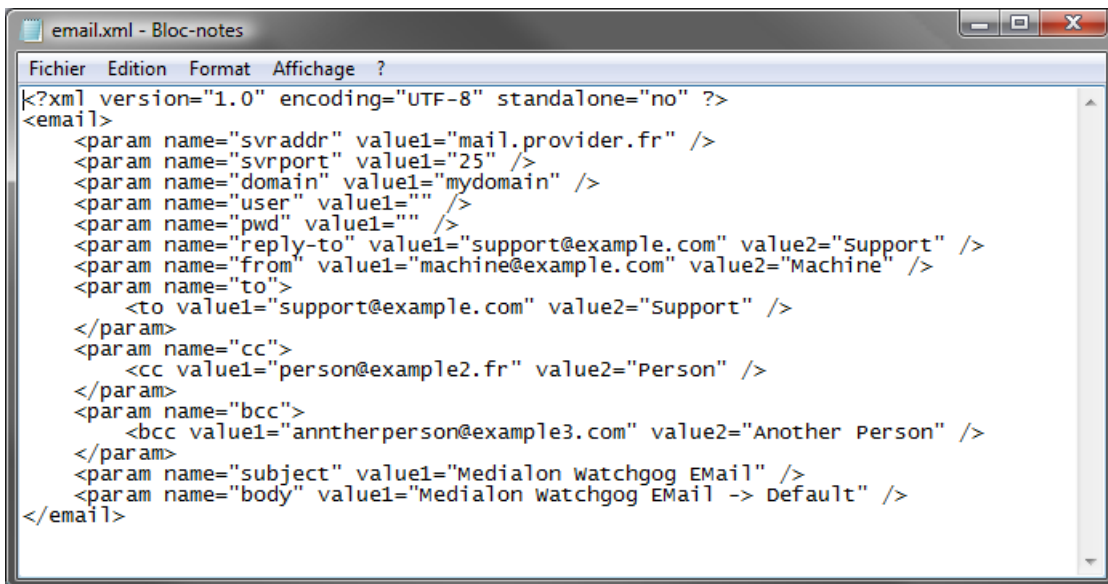 email.xml - Bloc-notes
Fichier Edition Format Affichage ?
<?xml version="1.0" encoding="UTF-8" standalone="no" ?>
<email>
    <param name="svraddr" value1="mail.provider.fr" />
    <param name="svrport" value1="25" />
    <param name="domain" value1="mydomain" />
    <param name="user" value1="" />
    <param name="pwd" value1="" />
    <param name="reply-to" value1="support@example.com" value2="Support" />
    <param name="from" value1="machine@example.com" value2="Machine" />
    <param name="to">
        <to value1="support@example.com" value2="Support" />
    </param>
    <param name="cc">
        <cc value1="person@example2.fr" value2="Person" />
    </param>
    <param name="bcc">
        <bcc value1="anntherperson@example3.com" value2="Another Person" />
    </param>
    <param name="subject" value1="Medialon Watchgog EMail" />
    <param name="body" value1="Medialon Watchgog EMail -> Default" />
</email>